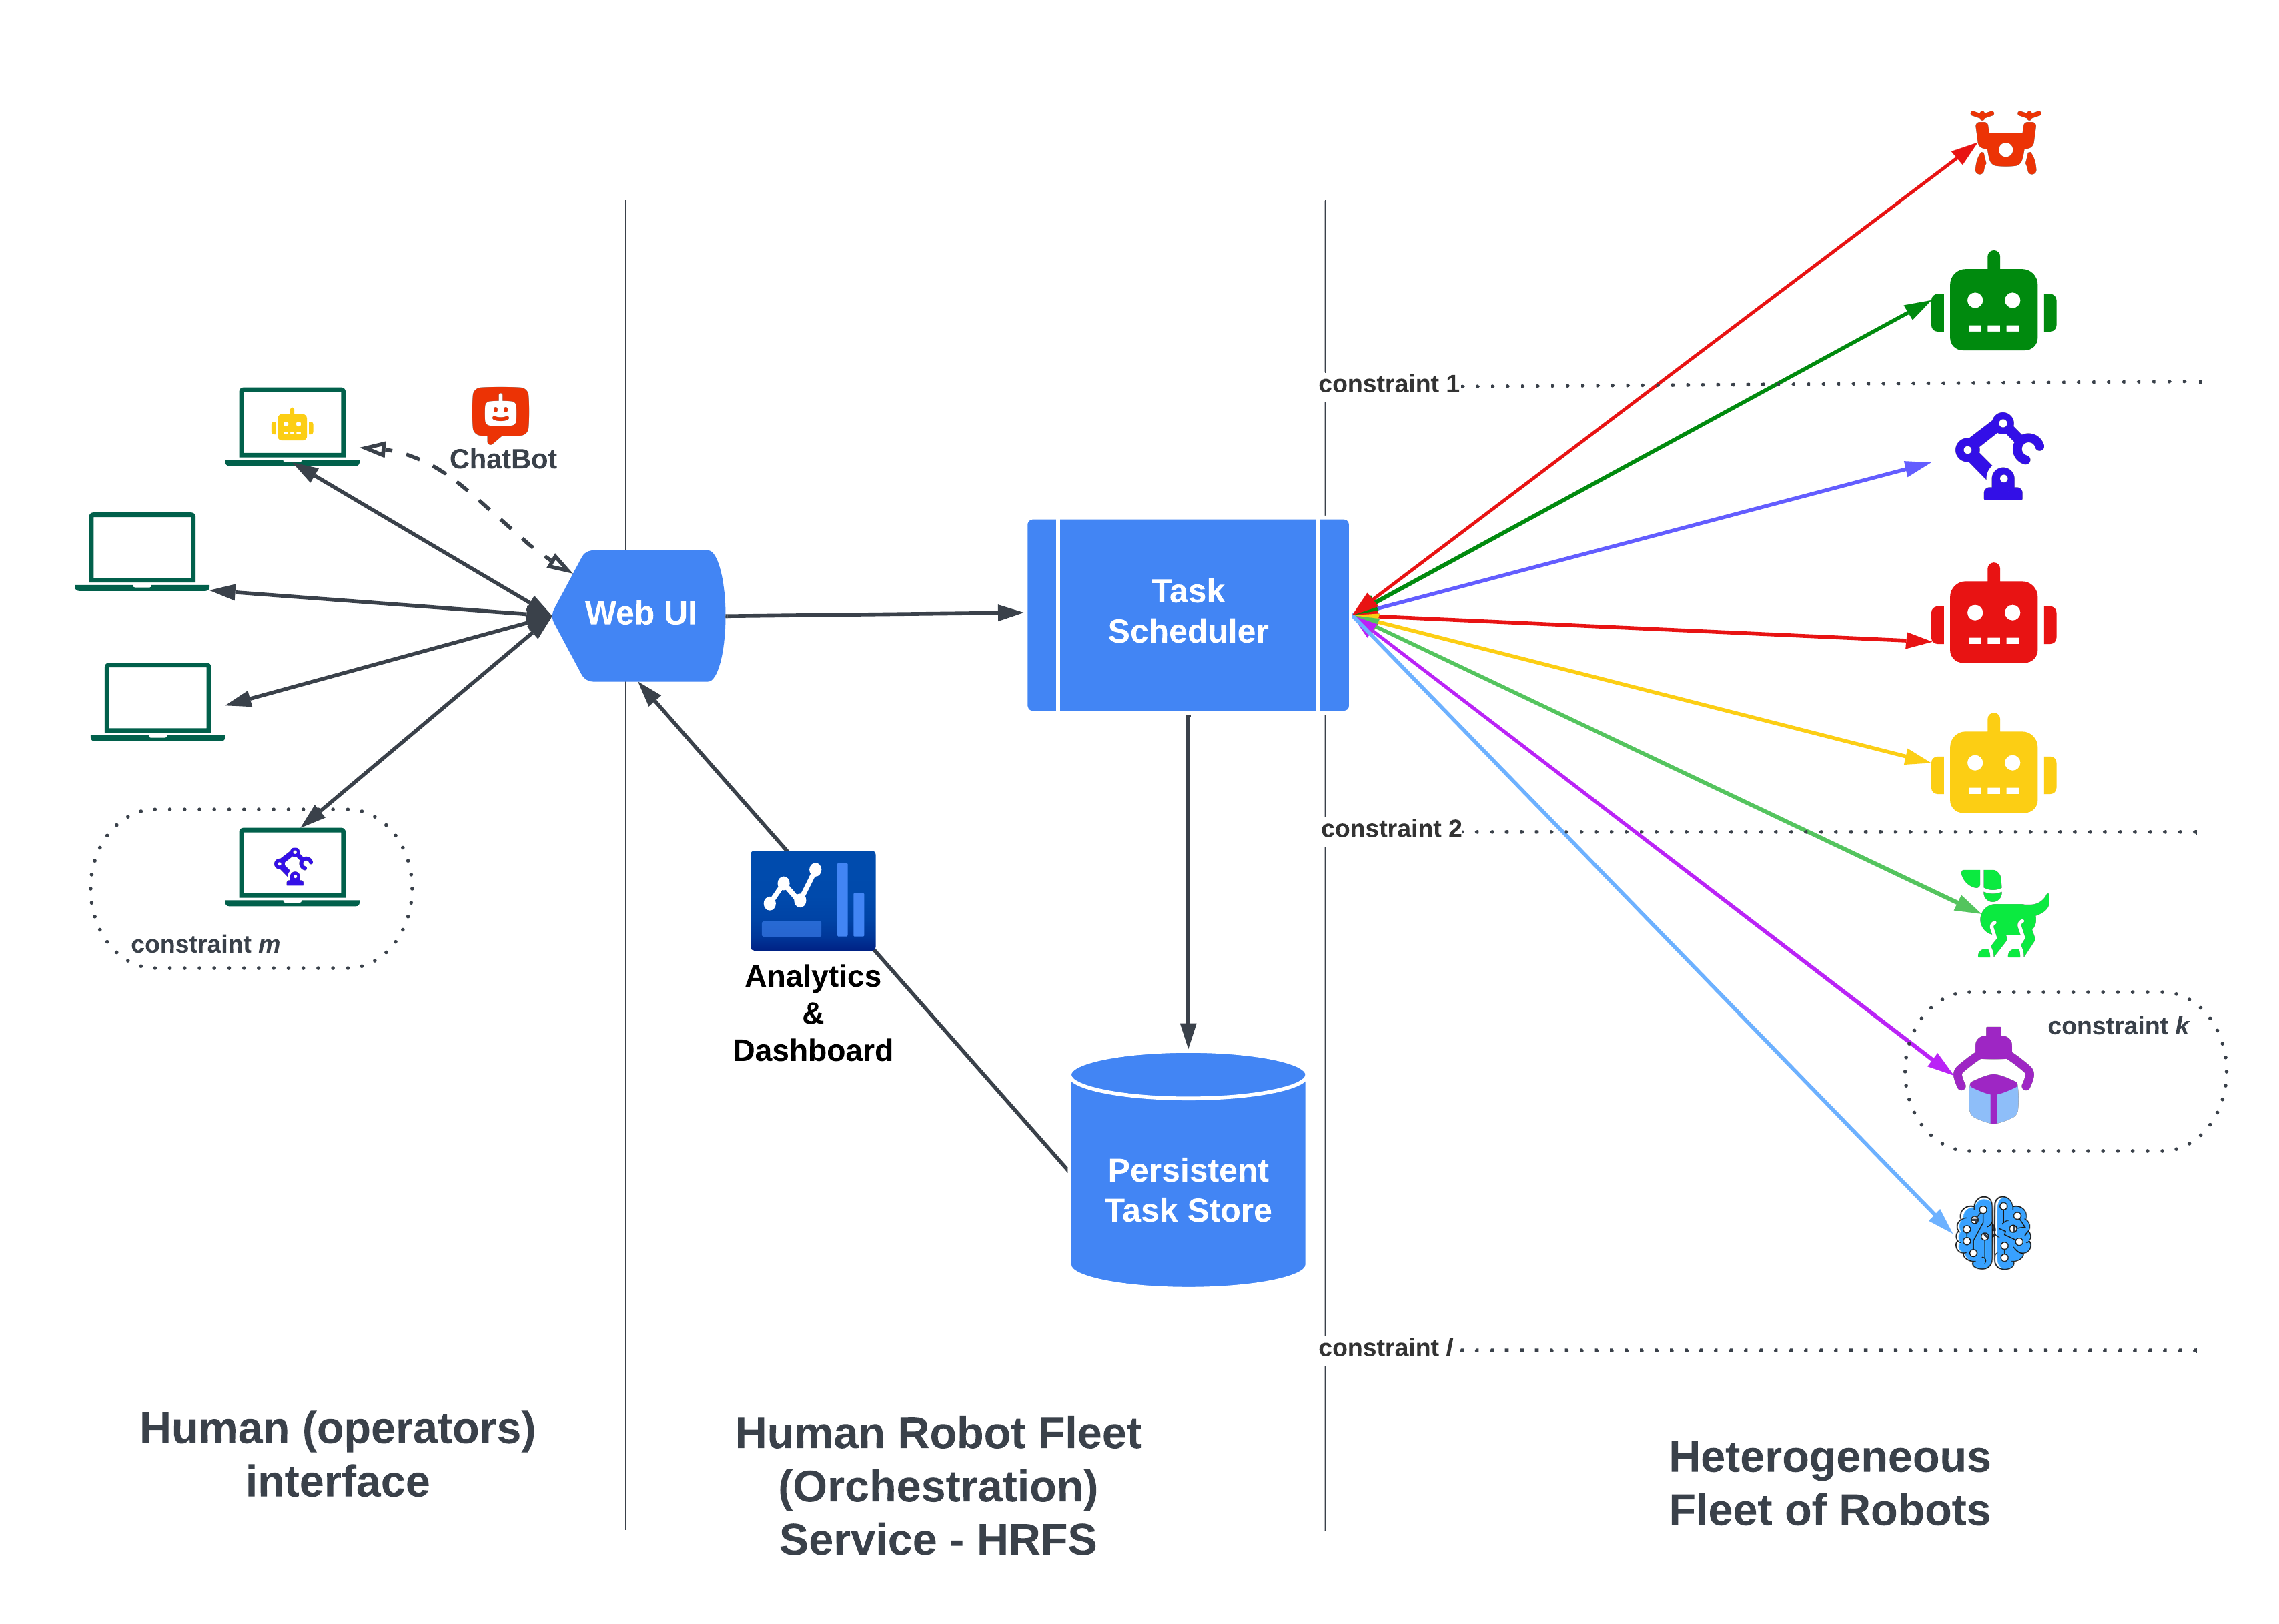 constraint 1
ChatBot
Web UI
Task
Scheduler
constraint 2
constraint m
Analytics
&
Dashboard
constraint k
Persistent
Task Store
constraint l
Human (operators)
interface
Human Robot Fleet
(Orchestration)
Service - HRFS
Heterogeneous
Fleet of Robots